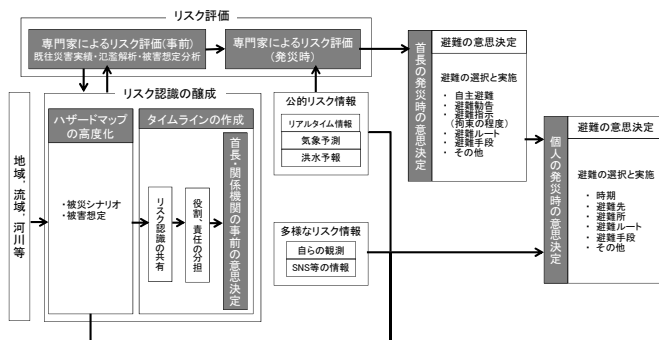 リスク評価
専門家によるリスク評価(事前)
既往災害実績・氾濫解析・被害想定分析
専門家によるリスク評価
(発災時)
リスク認識の醸成
ハザードマップ
の高度化
・被災シナリオ
・被害想定
タイムラインの作成
リスク認識の共有
役割、責任の分担
首長・関係機関の事前の意思決定
地域、流域、河川等
公的リスク情報
リアルタイム情報
気象予測
洪水予報
多様なリスク情報
自らの観測
SNS等の情報
首長の発災時の意思決定
避難の意思決定
避難の選択と実施
・ 自主避難
・ 避難勧告
・ 避難指示
(拘束の程度)
・ 避難ルート
・ 避難手段
・ その他
個人の発災時の意思決定
避難の意思決定
避難の選択と実施
・ 時期
・ 避難先
・ 避難所
・ 避難ルート
・ 避難手段
・ その他